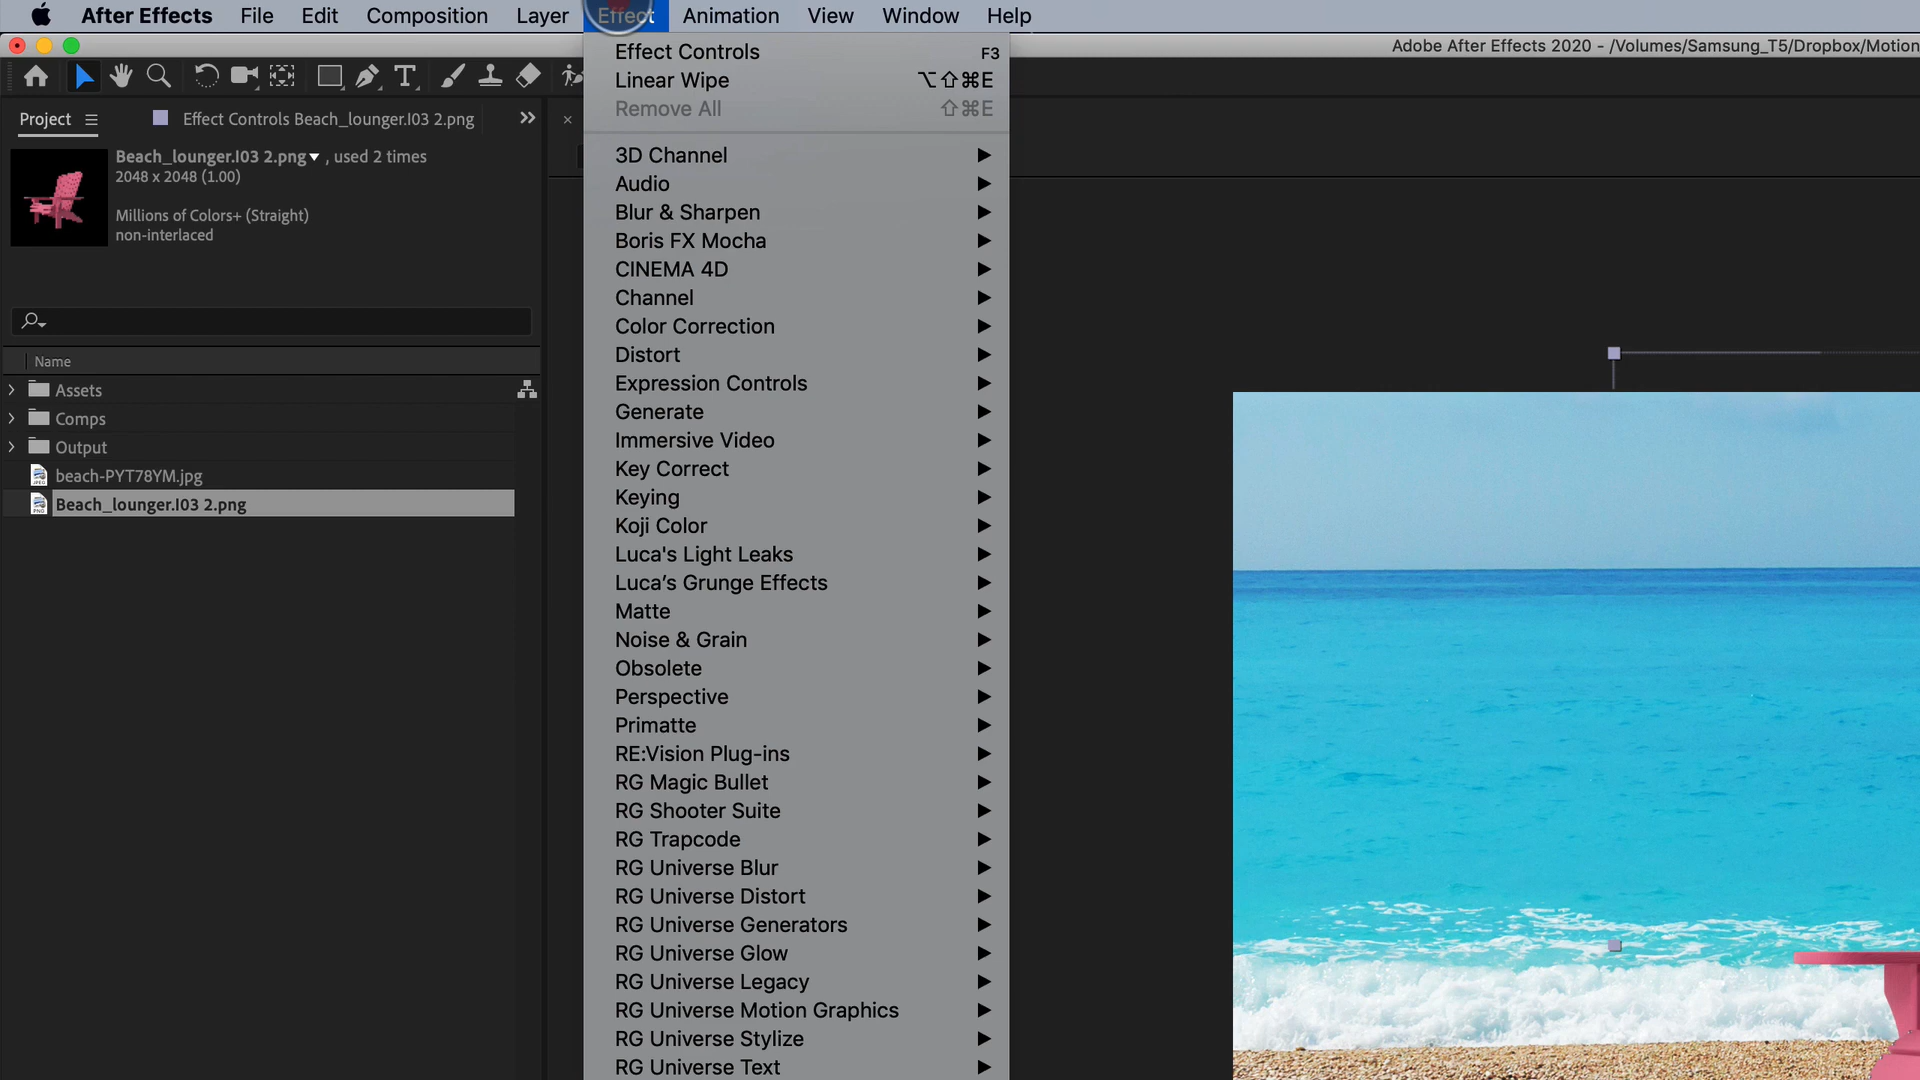 After Effects File Edit Composition Layer Effect Animation View Window Help
Adobe After Effects 2020 - /Volumes/Samsung_T5/Dropbox/Motion
Project
Effect Controls Beach_lounger.I03 2.png
Beach_lounger.I03 2.png , used 2 times
2048 x 2048 (1.00)
Millions of Colors+ (Straight)
non-interlaced
Name
Assets
Comps
Output
beach-PYT78YM.jpg
Beach_lounger.I03 2.png
Effect Controls F3
Linear Wipe ⌥⇧⌘E
Remove All ⇧⌘E
3D Channel
Audio
Blur & Sharpen
Boris FX Mocha
CINEMA 4D
Channel
Color Correction
Distort
Expression Controls
Generate
Immersive Video
Key Correct
Keying
Koji Color
Luca's Light Leaks
Luca’s Grunge Effects
Matte
Noise & Grain
Obsolete
Perspective
Primatte
RE:Vision Plug-ins
RG Magic Bullet
RG Shooter Suite
RG Trapcode
RG Universe Blur
RG Universe Distort
RG Universe Generators
RG Universe Glow
RG Universe Legacy
RG Universe Motion Graphics
RG Universe Stylize
RG Universe Text